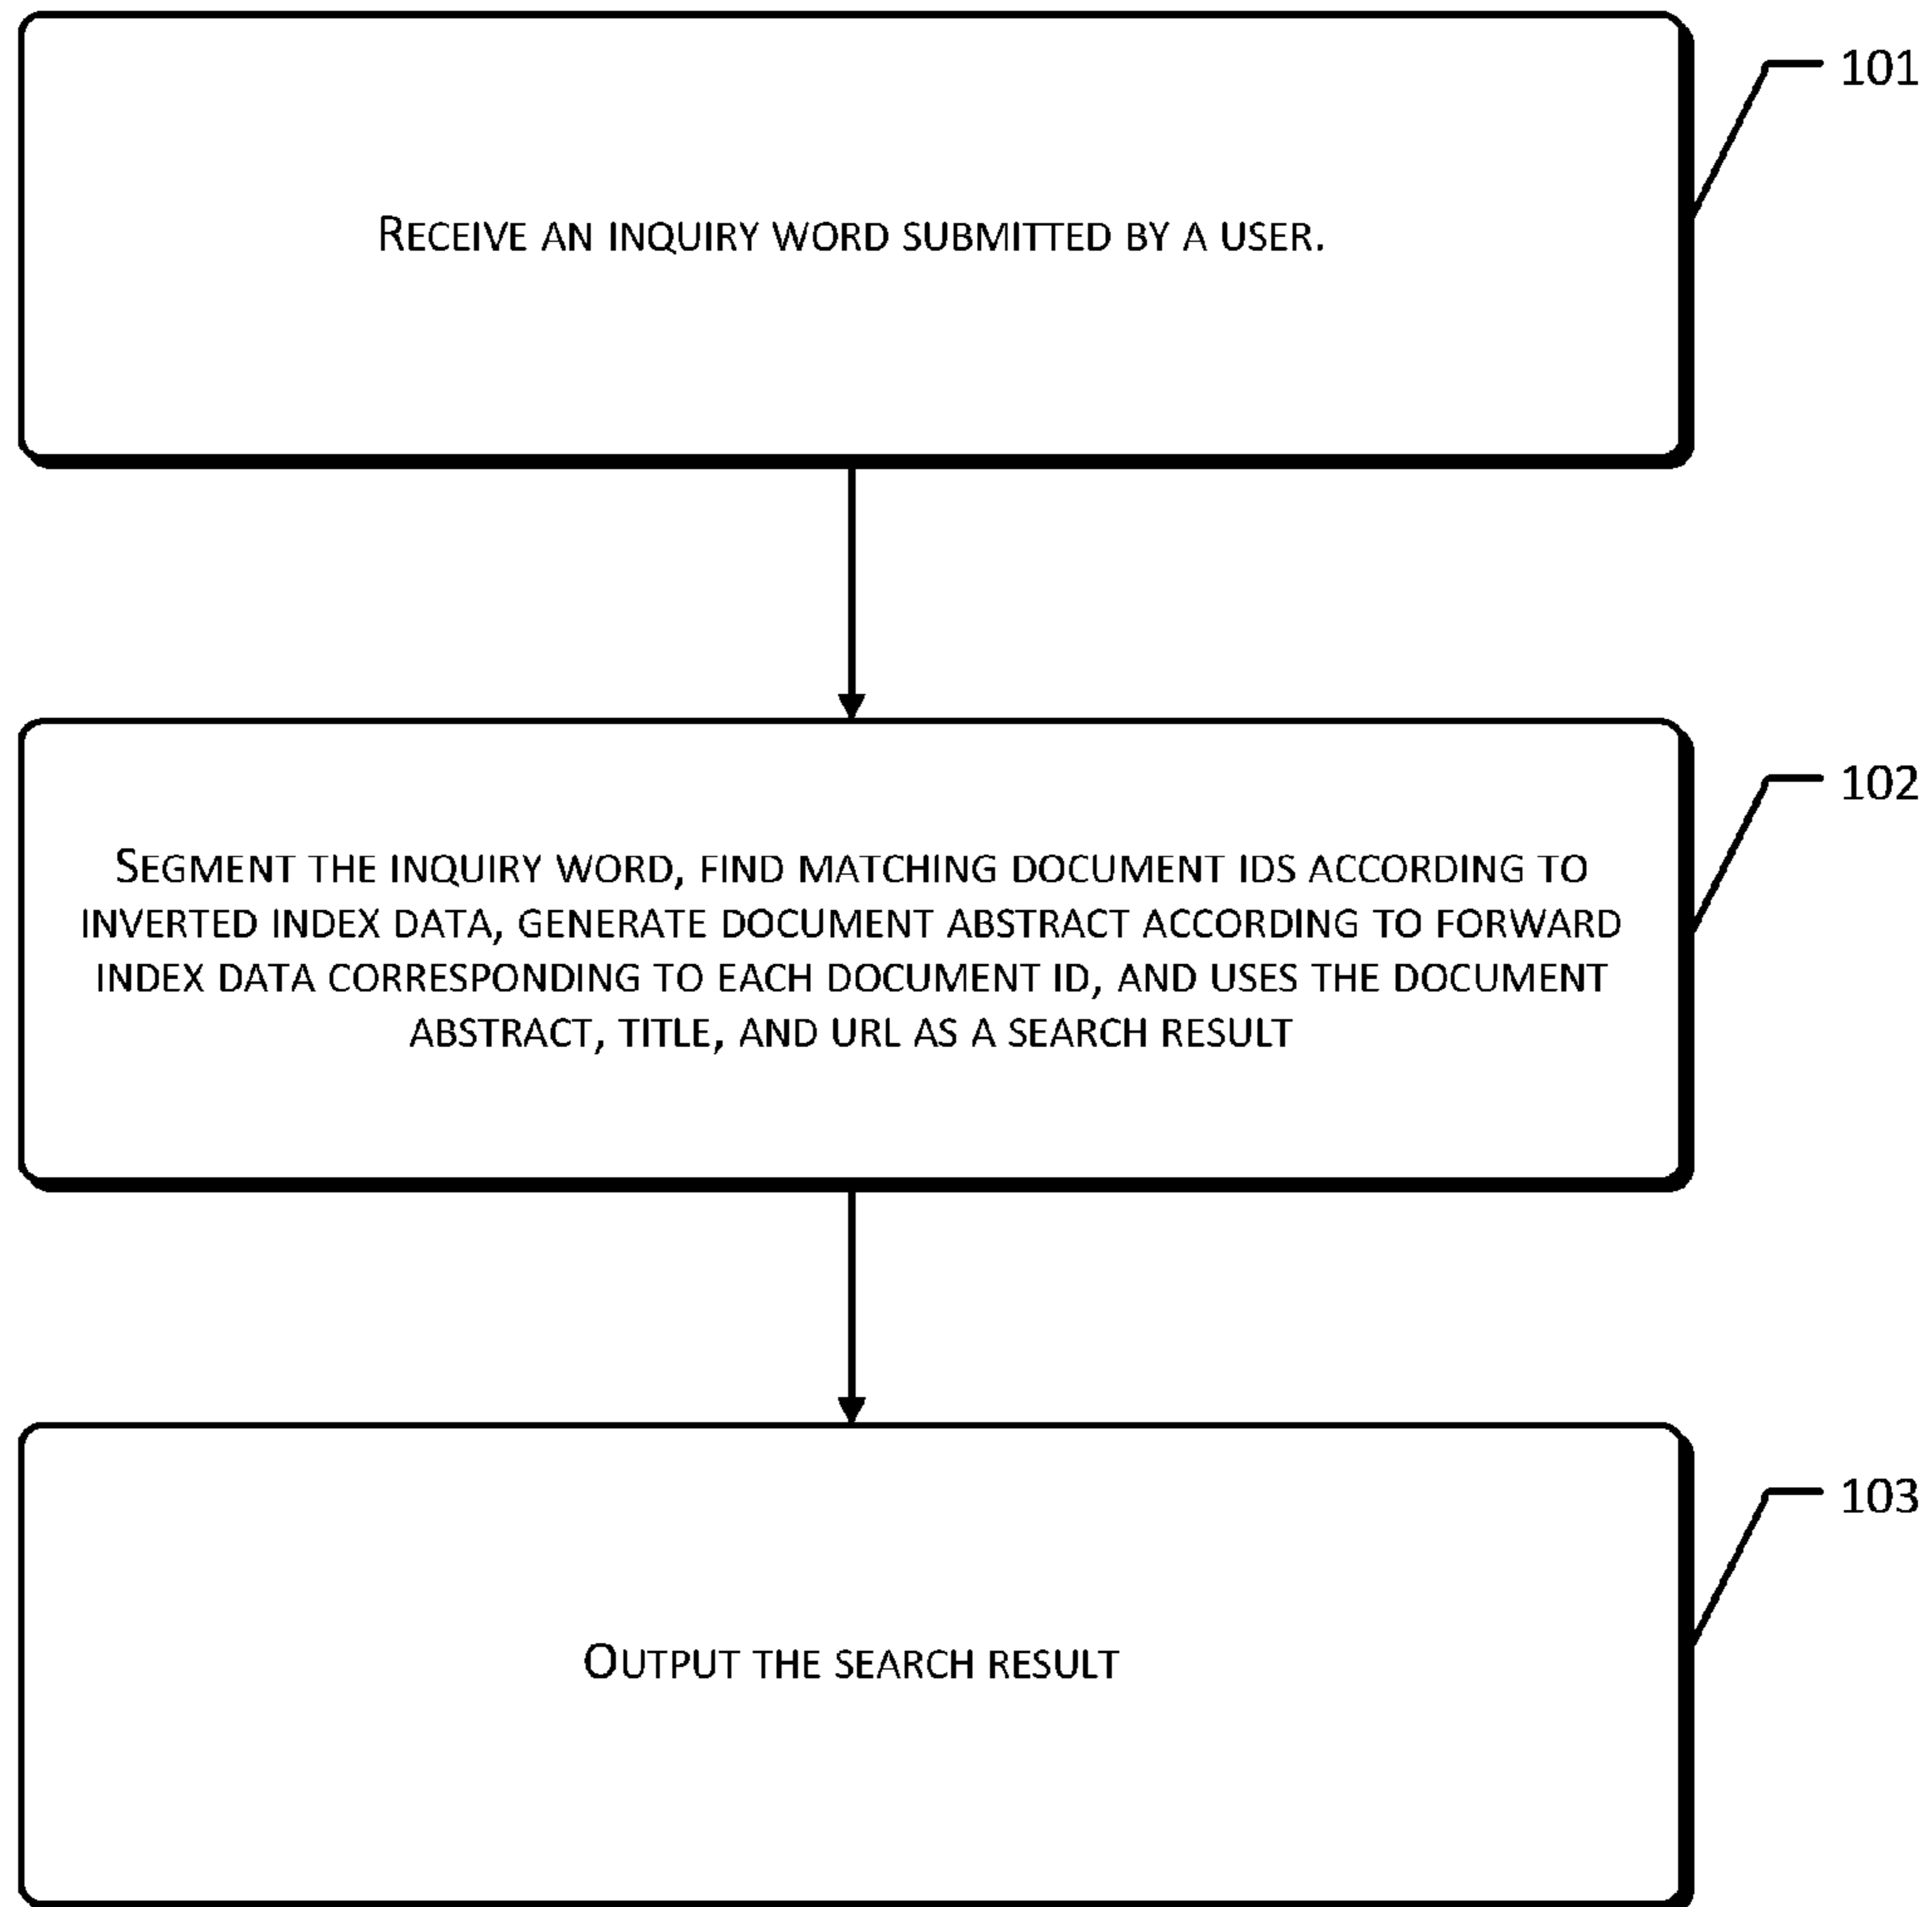 101
RECEIVE AN INQUIRY WORD SUBMITTED BY A USER.
102
SEGMENT THE INQUIRY WORD, FIND MATCHING DOCUMENT IDS ACCORDING TO
INVERTED INDEX DATA, GENERATE DOCUMENT ABSTRACT ACCORDING TO FORWARD
INDEX DATA CORRESPONDING TO EACH DOCUMENT ID, AND USES THE DOCUMENT
ABSTRACT, TITLE, AND URL AS A SEARCH RESULT
103
OUTPUT THE SEARCH RESULT